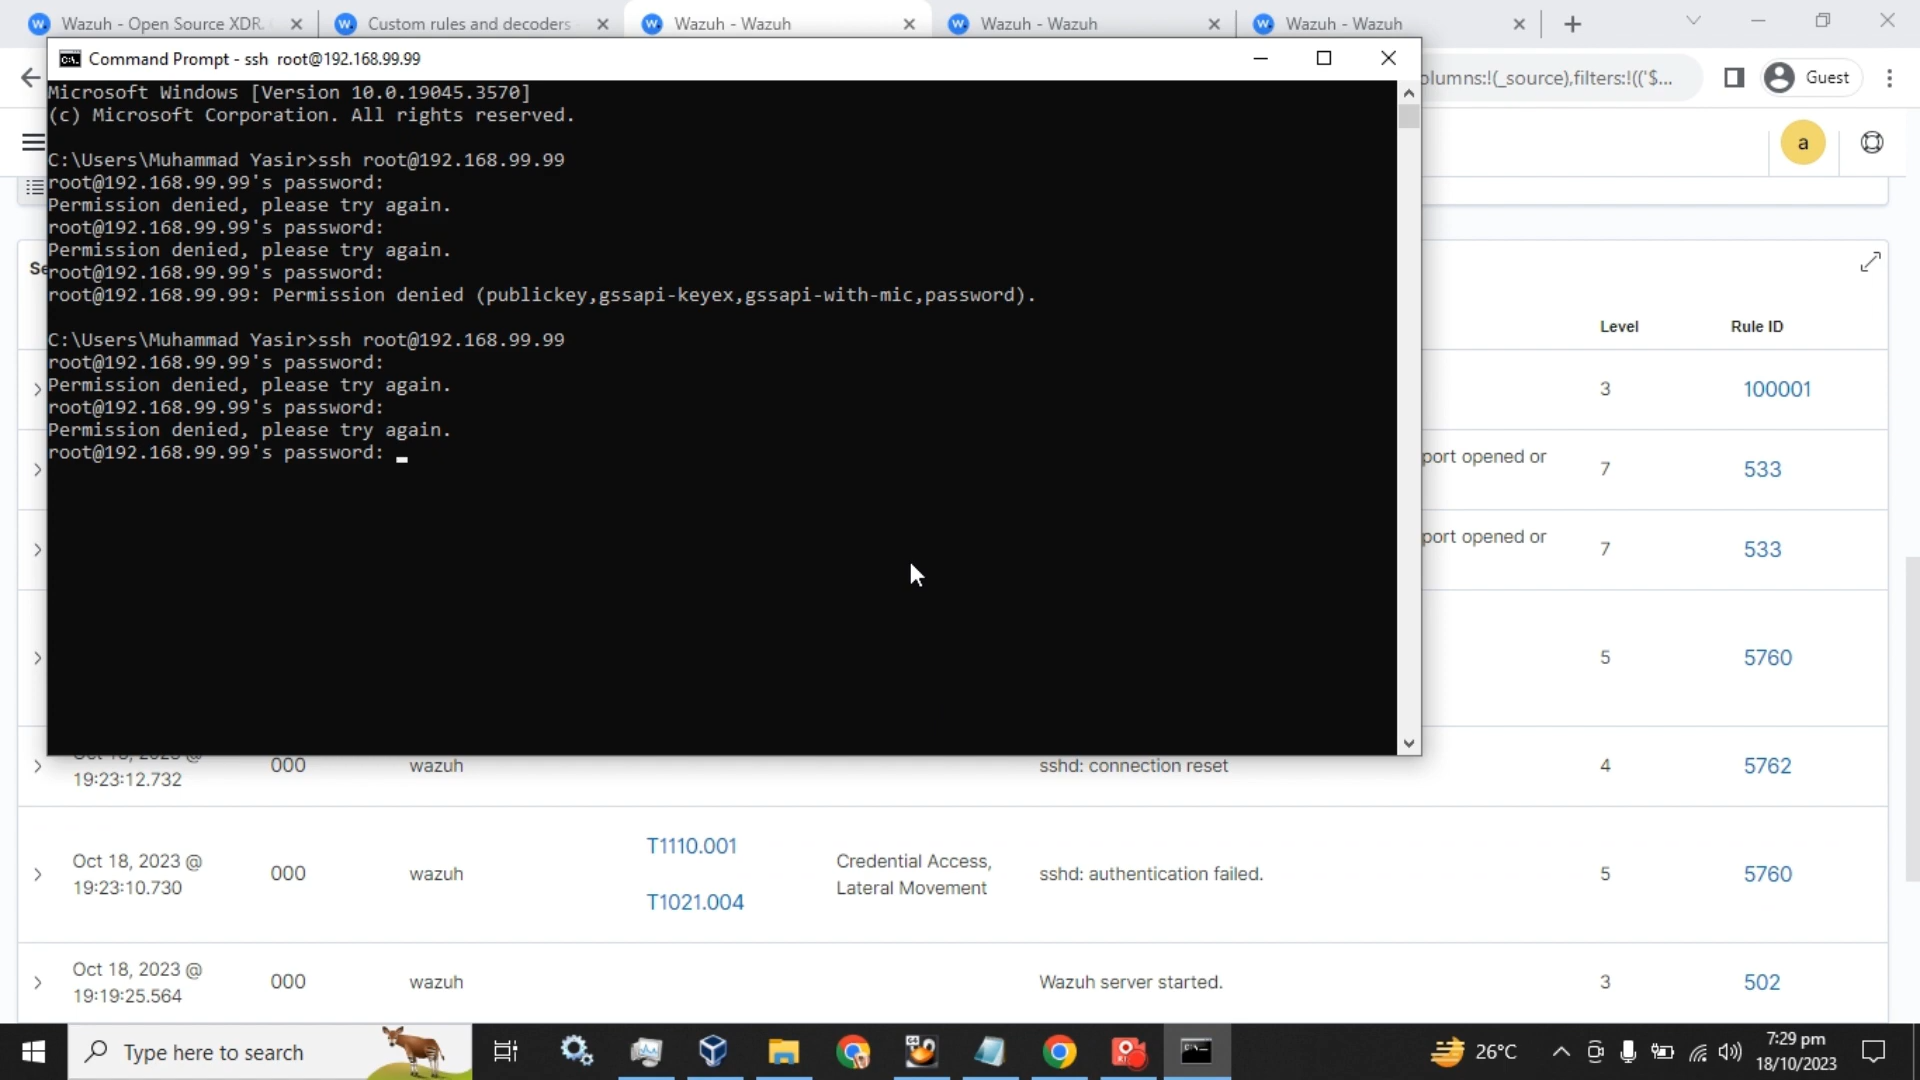 Wazuh - Open Source XDR.
Custom rules and decoders
Wazuh - Wazuh
Wazuh - Wazuh
Wazuh - Wazuh
Command Prompt - ssh root@192.168.99.99
olumns:!(_source),filters:!(('$...
Guest
a
Microsoft Windows [Version 10.0.19045.3570]
(c) Microsoft Corporation. All rights reserved.
C:\Users\Muhammad Yasir>ssh root@192.168.99.99
root@192.168.99.99's password:
Permission denied, please try again.
root@192.168.99.99's password:
Permission denied, please try again.
root@192.168.99.99's password:
root@192.168.99.99: Permission denied (publickey,gssapi-keyex,gssapi-with-mic,password).
C:\Users\Muhammad Yasir>ssh root@192.168.99.99
root@192.168.99.99's password:
Permission denied, please try again.
root@192.168.99.99's password:
Permission denied, please try again.
root@192.168.99.99's password:
Se
Level Rule ID
3 100001
port opened or 7 533
port opened or 7 533
5 5760
19:23:12.732 000 wazuh sshd: connection reset 4 5762
T1110.001
Oct 18, 2023 @ 19:23:10.730 000 wazuh Credential Access, Lateral Movement sshd: authentication failed. 5 5760
T1021.004
Oct 18, 2023 @ 19:19:25.564 000 wazuh Wazuh server started. 3 502
Type here to search
26°C
7:29 pm
18/10/2023